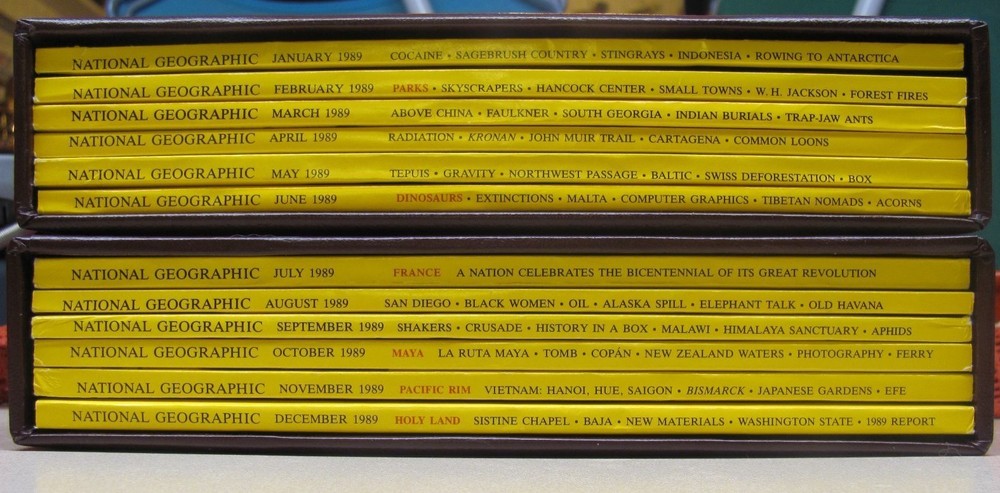 NATIONAL GEOGRAPHIC JANUARY 1989 COCAINE • SAGEBRUSH COUNTRY • STINGRAYS • INDONESIA • ROWING TO ANTARCTICA
NATIONAL GEOGRAPHIC FEBRUARY 1989 PARKS • SKYSCRAPERS • HANCOCK CENTER • SMALL TOWNS • W. H. JACKSON • FOREST FIRES
NATIONAL GEOGRAPHIC MARCH 1989 ABOVE CHINA • FAULKNER • SOUTH GEORGIA • INDIAN BURIALS • TRAP-JAW ANTS
NATIONAL GEOGRAPHIC APRIL 1989 RADIATION • KRONAN • JOHN MUIR TRAIL • CARTAGENA • COMMON LOONS
NATIONAL GEOGRAPHIC MAY 1989 TEPUIS • GRAVITY • NORTHWEST PASSAGE • BALTIC • SWISS DEFORESTATION • BOX
NATIONAL GEOGRAPHIC JUNE 1989 DINOSAURS • EXTINCTIONS • MALTA • COMPUTER GRAPHICS • TIBETAN NOMADS • ACORNS
NATIONAL GEOGRAPHIC JULY 1989 FRANCE A NATION CELEBRATES THE BICENTENNIAL OF ITS GREAT REVOLUTION
NATIONAL GEOGRAPHIC AUGUST 1989 SAN DIEGO • BLACK WOMEN • OIL • ALASKA SPILL • ELEPHANT TALK • OLD HAVANA
NATIONAL GEOGRAPHIC SEPTEMBER 1989 SHAKERS • CRUSADE • HISTORY IN A BOX • MALAWI • HIMALAYA SANCTUARY • APHIDS
NATIONAL GEOGRAPHIC OCTOBER 1989 MAYA LA RUTA MAYA • TOMB • COPÁN • NEW ZEALAND WATERS • PHOTOGRAPHY • FERRY
NATIONAL GEOGRAPHIC NOVEMBER 1989 PACIFIC RIM VIETNAM: HANOI, HUE, SAIGON • BISMARCK • JAPANESE GARDENS • EFE
NATIONAL GEOGRAPHIC DECEMBER 1989 HOLY LAND SISTINE CHAPEL • BAJA • NEW MATERIALS • WASHINGTON STATE • 1989 REPORT